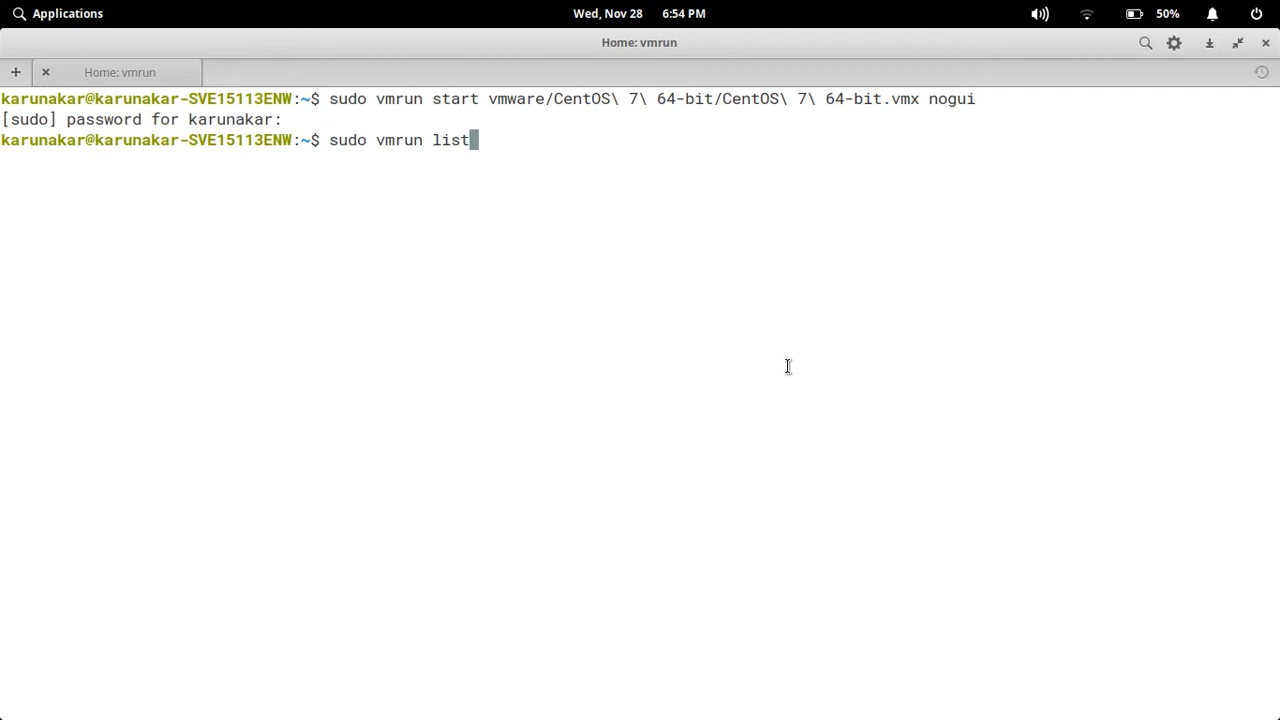 Applications
Wed, Nov 28 6:54 PM
50%
Home: vmrun
Home: vmrun
karunakar@karunakar-SVE15113ENW:~$ sudo vmrun start vmware/CentOS\ 7\ 64-bit/CentOS\ 7\ 64-bit.vmx nogui
[sudo] password for karunakar:
karunakar@karunakar-SVE15113ENW:~$ sudo vmrun list